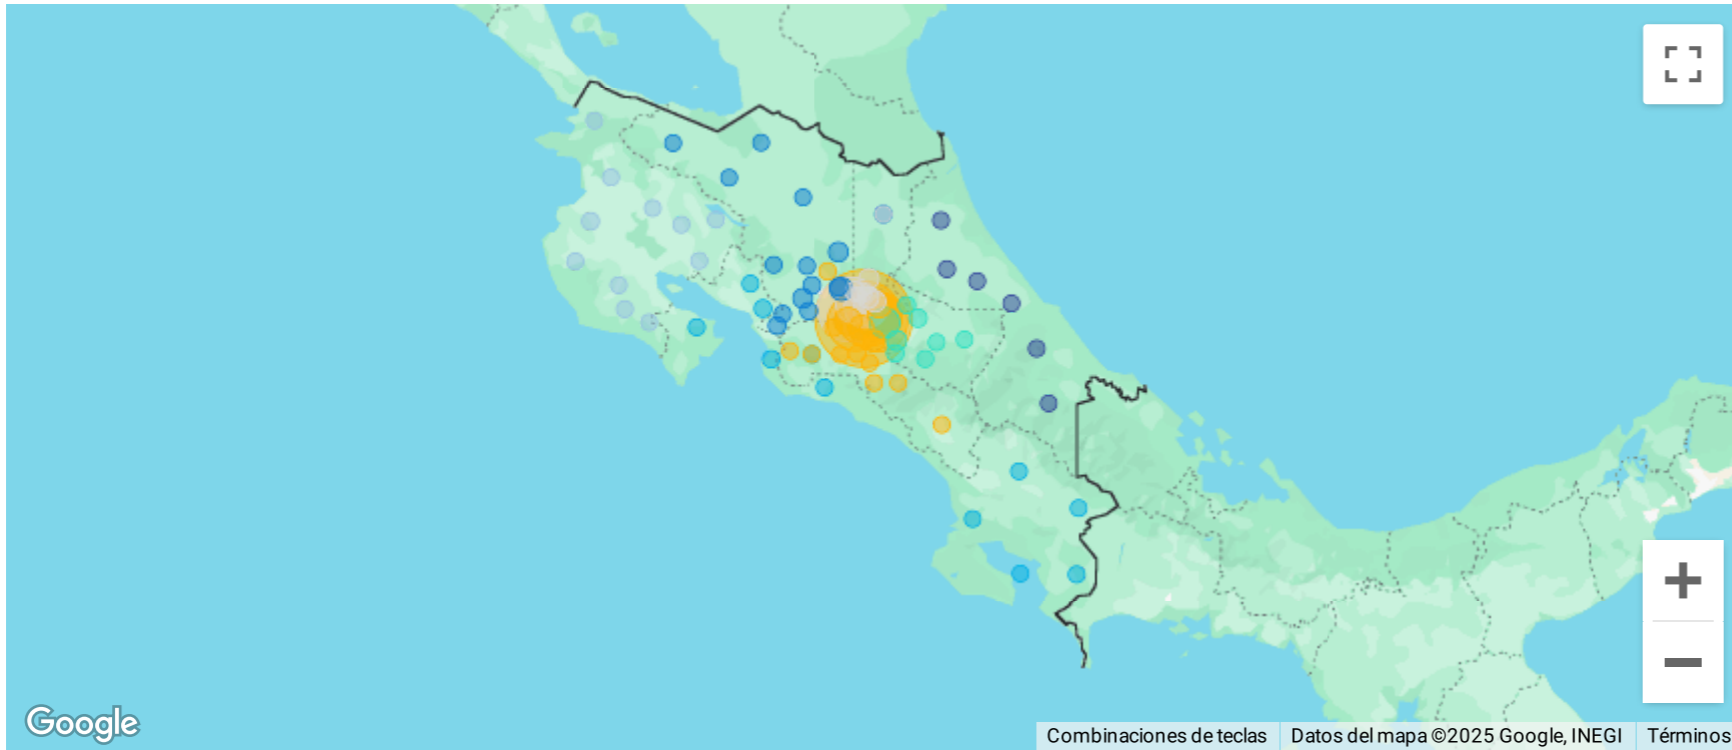 Google
Combinaciones de teclas
Datos del mapa ©2025 Google, INEGI
Términos